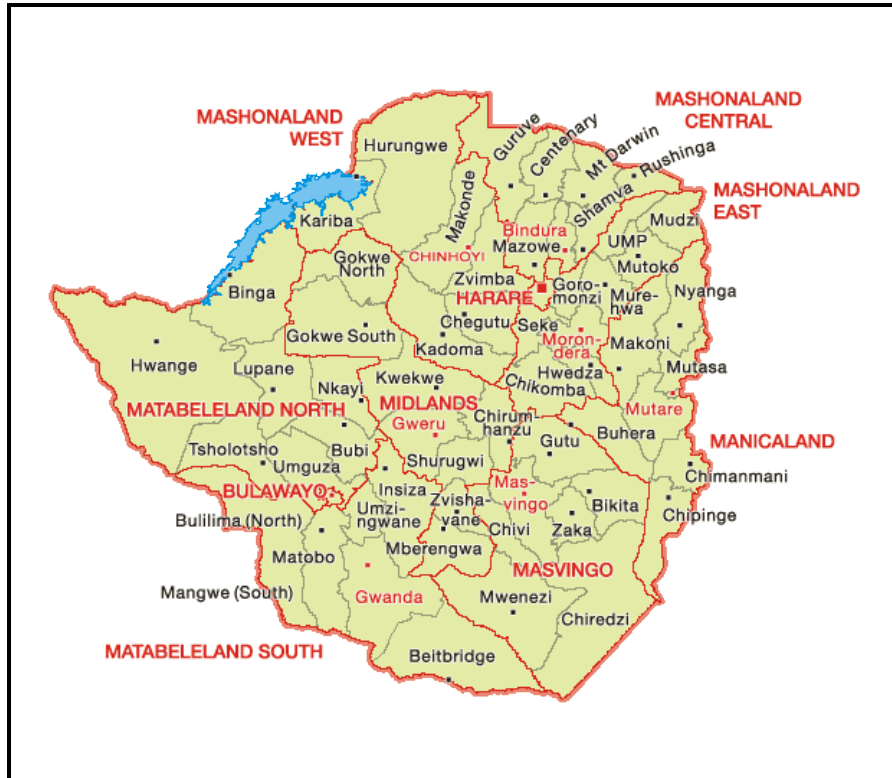 MASHONALAND
WEST
MASHONALAND
CENTRAL
Hurungwe
Guruve
Centenary
Mt Darwin
Rushinga
MASHONALAND
EAST
Makonde
Shamva
Kariba
Bindura
Mudzi
Mazowe
UMP
Gokwe
North
CHINHOYI
Mutoko
Zvimba
Binga
HARARE
Goro-
monzi
Mure-
hwa
Nyanga
Chegutu
Seke
Gokwe South
Kadoma
Moron-
dera
Makoni
Hwange
Lupane
Hwedza
Mutasa
Nkayi
Kwekwe
Chikomba
MATABELELAND NORTH
MIDLANDS
Chirum-
hanzu
Mutare
Gweru
Buhera
MANICALAND
Tsholotsho
Bubi
Gutu
Umguza
Shurugwi
Chimanmani
BULAWAYO
Insiza
Zvisha-
vane
Mas-
vingo
Bikita
Chipinge
Bulilima (North)
Umzi-
ngwane
Chivi
Zaka
Matobo
Mberengwa
MASVINGO
Mangwe (South)
Gwanda
Mwenezi
Chiredzi
MATABELELAND SOUTH
Beitbridge